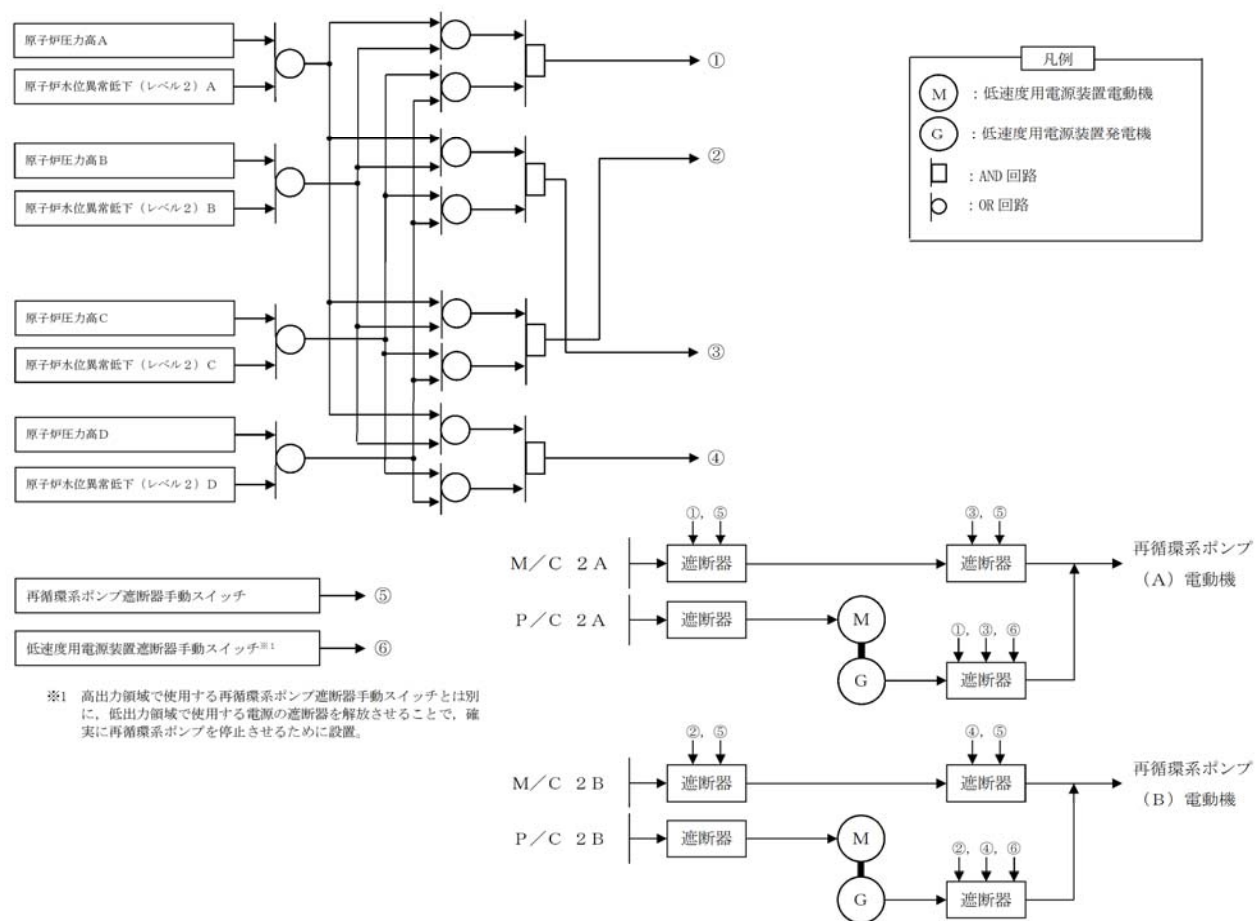 原子炉圧力高A
原子炉水位異常低下（レベル2）A
原子炉圧力高B
原子炉水位異常低下（レベル2）B
原子炉圧力高C
原子炉水位異常低下（レベル2）C
原子炉圧力高D
原子炉水位異常低下（レベル2）D
①
②
③
④
凡例
M ：低速度用電源装置電動機
G ：低速度用電源装置発電機
：AND回路
：OR回路
再循環系ポンプ遮断器手動スイッチ
⑤
低速度用電源装置遮断器手動スイッチ※1
⑥
※1 高出力領域で使用する再循環系ポンプ遮断器手動スイッチとは別
に，低出力領域で使用する電源の遮断器を解放させることで，確
実に再循環系ポンプを停止させるために設置。
①，⑤
③，⑤
M／C 2A
遮断器
遮断器
再循環系ポンプ
（A）電動機
P／C 2A
遮断器
M
①，③，⑥
G
遮断器
②，⑤
④，⑤
M／C 2B
遮断器
遮断器
再循環系ポンプ
（B）電動機
P／C 2B
遮断器
M
②，④，⑥
G
遮断器